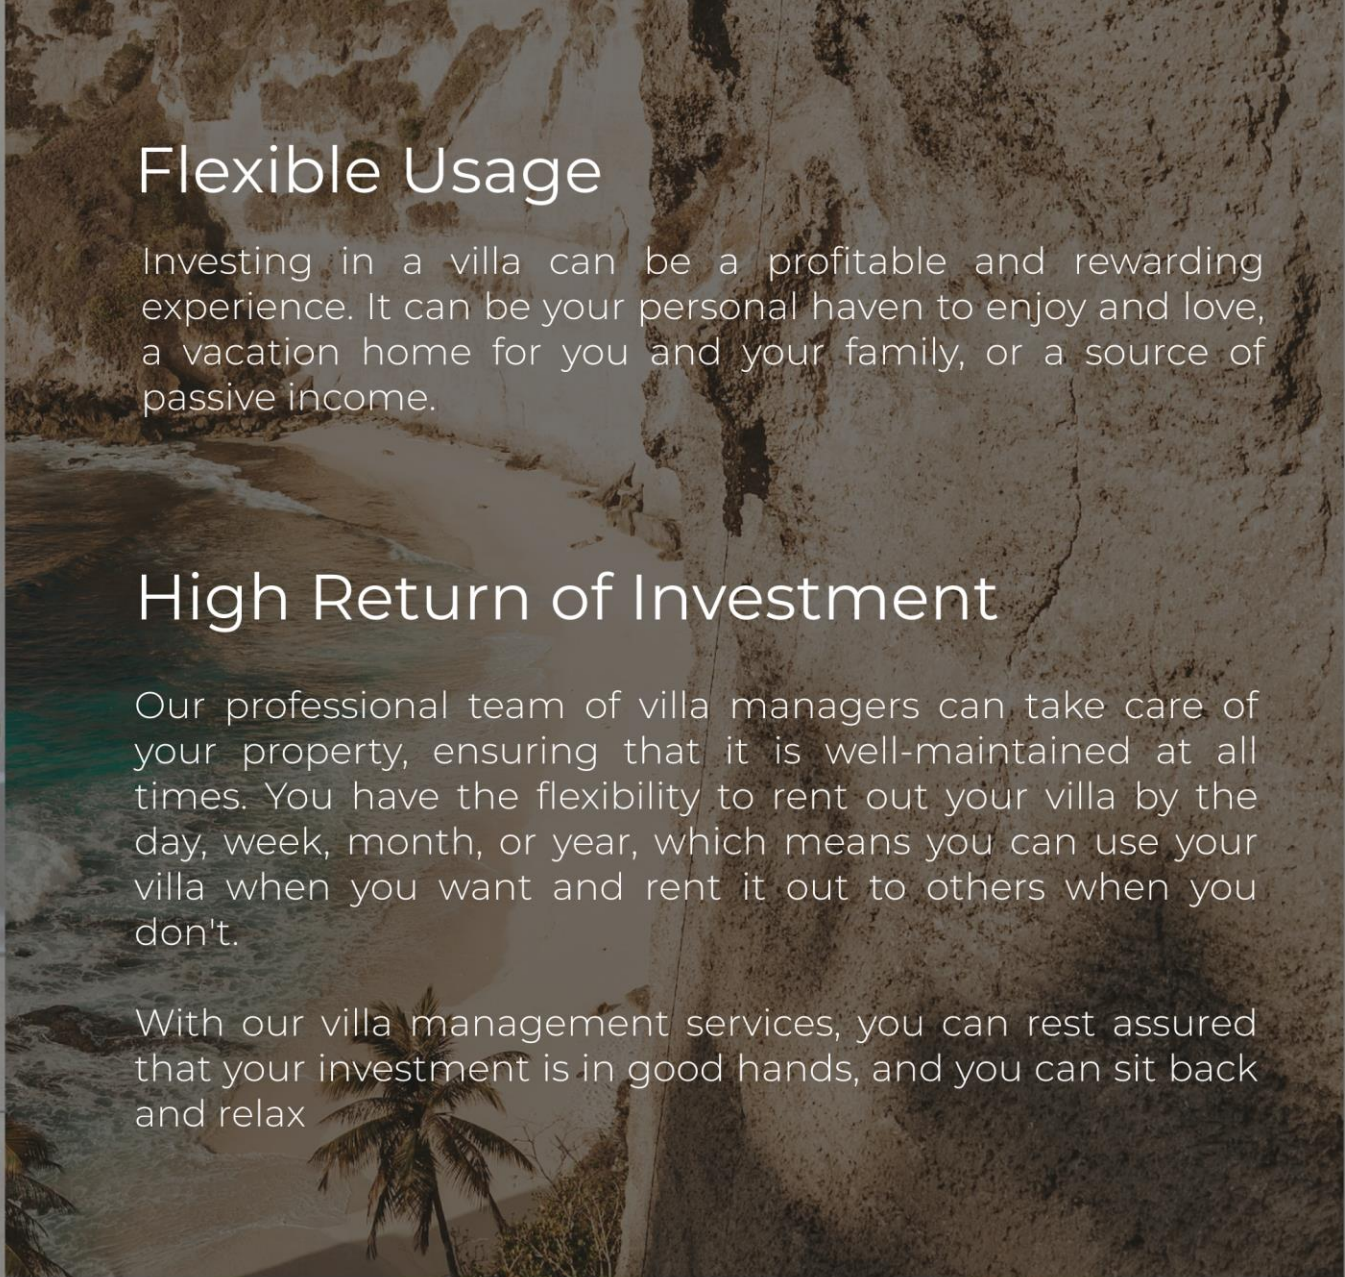 Flexible Usage
Investing in a villa can be a profitable and rewarding
experience. It can be your personal haven to enjoy and love,
a vacation home for you and your family, or a source of
passive income.
High Return of Investment
Our professional team of villa managers can take care of
your property, ensuring that it is well-maintained at all
times. You have the flexibility to rent out your villa by the
day, week, month, or year, which means you can use your
villa when you want and rent it out to others when you
don't.
With our villa management services, you can rest assured
that your investment is in good hands, and you can sit back
and relax